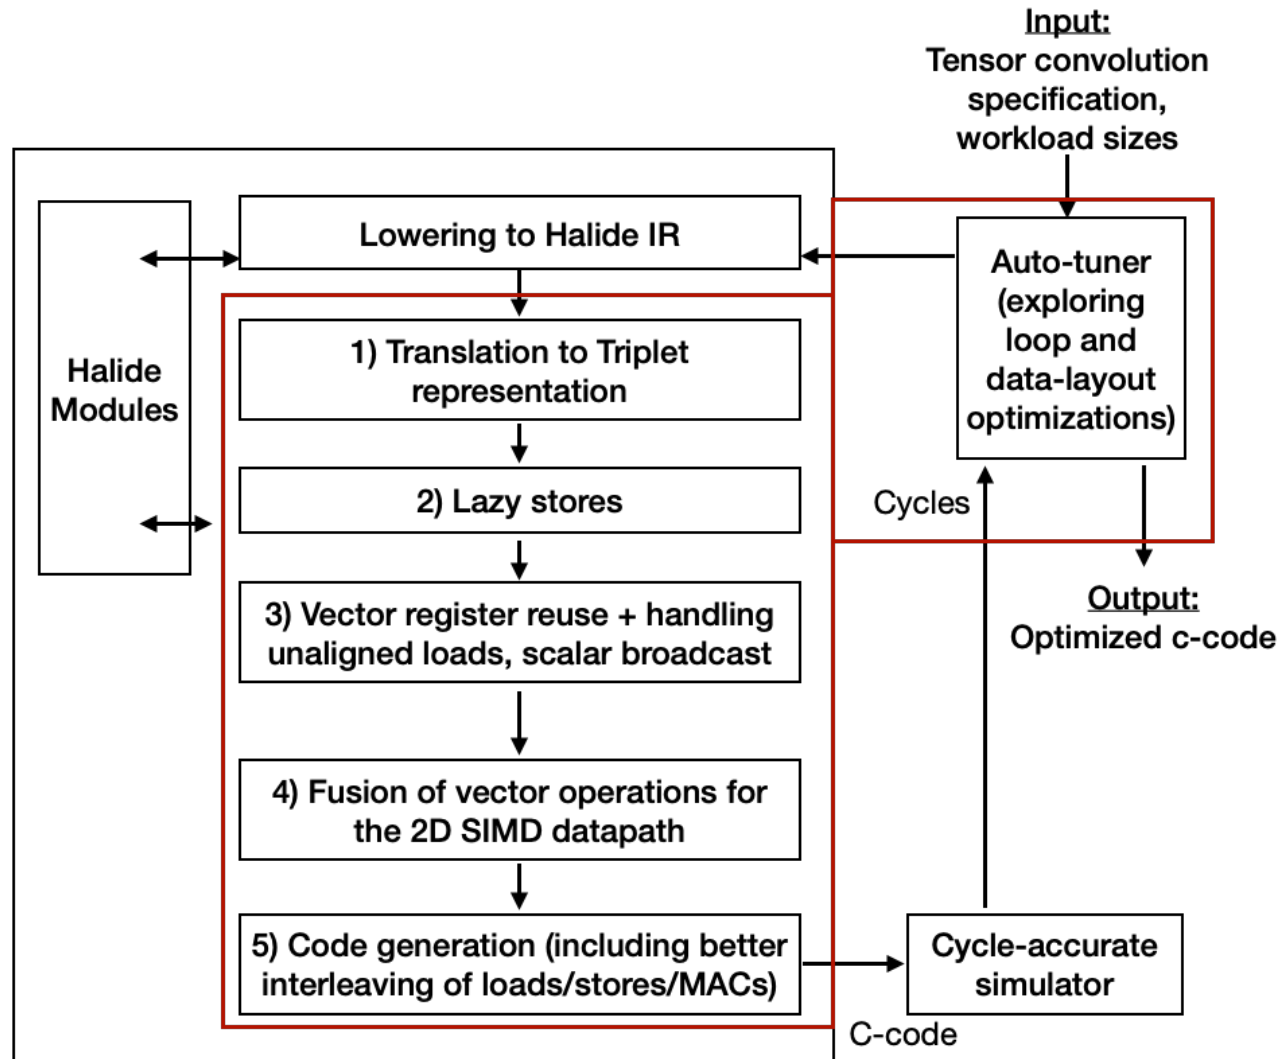 Input:
Tensor convolution
specification,
workload sizes
Lowering to Halide IR
Auto-tuner
(exploring
loop and
data-layout
optimizations)
Halide
Modules
1) Translation to Triplet
representation
2) Lazy stores
Cycles
3) Vector register reuse + handling
unaligned loads, scalar broadcast
Output:
Optimized c-code
4) Fusion of vector operations for
the 2D SIMD datapath
5) Code generation (including better
interleaving of loads/stores/MACs)
Cycle-accurate
simulator
C-code